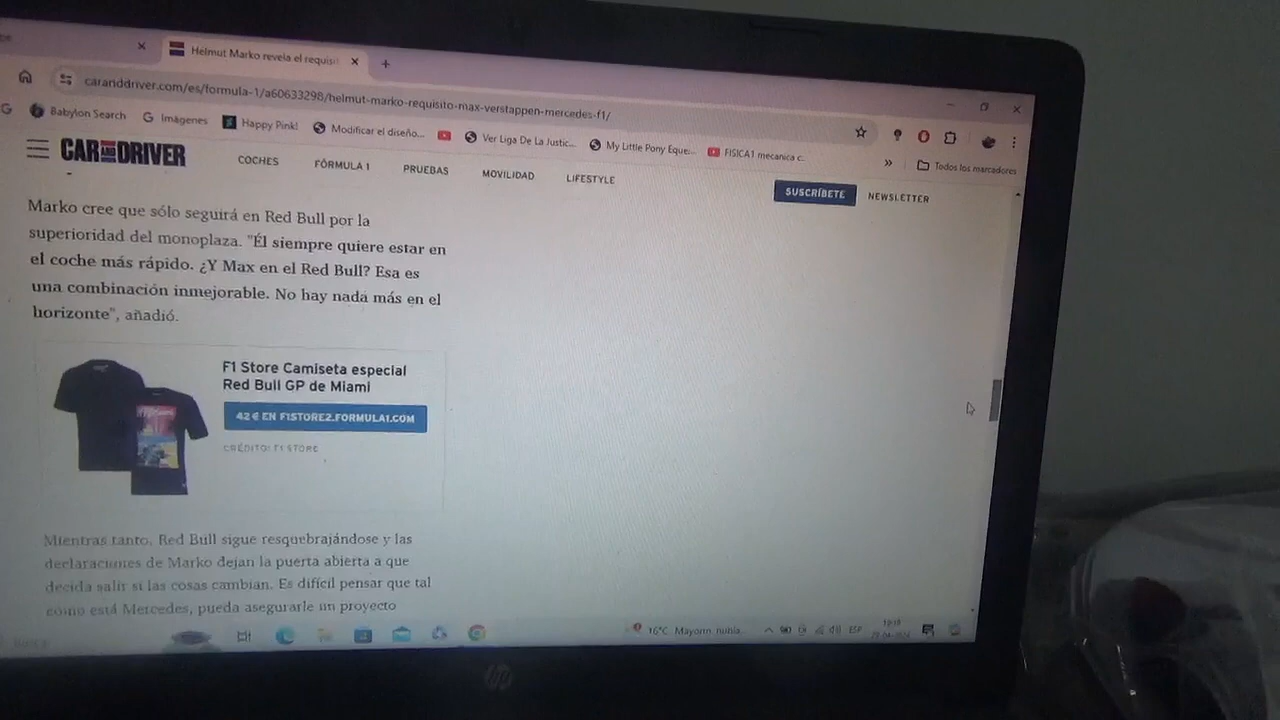 Helmut Marko revela el requisi
caranddriver.com/es/formula-1/a60633298/helmut-marko-requisito-max-verstappen-mercedes-f1/
G
Babylon Search
G Imágenes
Happy Pink!
Modificar el diseño...
Ver Liga De La Justic...
My Little Pony Eque...
FISICA1 mecanica c...
»
Todos los marcadores
CAR AND DRIVER
COCHES
FÓRMULA 1
PRUEBAS
MOVILIDAD
LIFESTYLE
SUSCRÍBETE
NEWSLETTER
Marko cree que sólo seguirá en Red Bull por la
superioridad del monoplaza. "Él siempre quiere estar en
el coche más rápido. ¿Y Max en el Red Bull? Esa es
una combinación inmejorable. No hay nada más en el
horizonte", añadió.
F1 Store Camiseta especial
Red Bull GP de Miami
42 € EN F1STORE2.FORMULA1.COM
CRÉDITO: F1 STORE
Mientras tanto, Red Bull sigue resquebrajándose y las
declaraciones de Marko dejan la puerta abierta a que
decida salir si las cosas cambian. Es difícil pensar que tal
como está Mercedes, pueda asegurarle un proyecto
16°C Mayorm. nubla...
ESP
hp